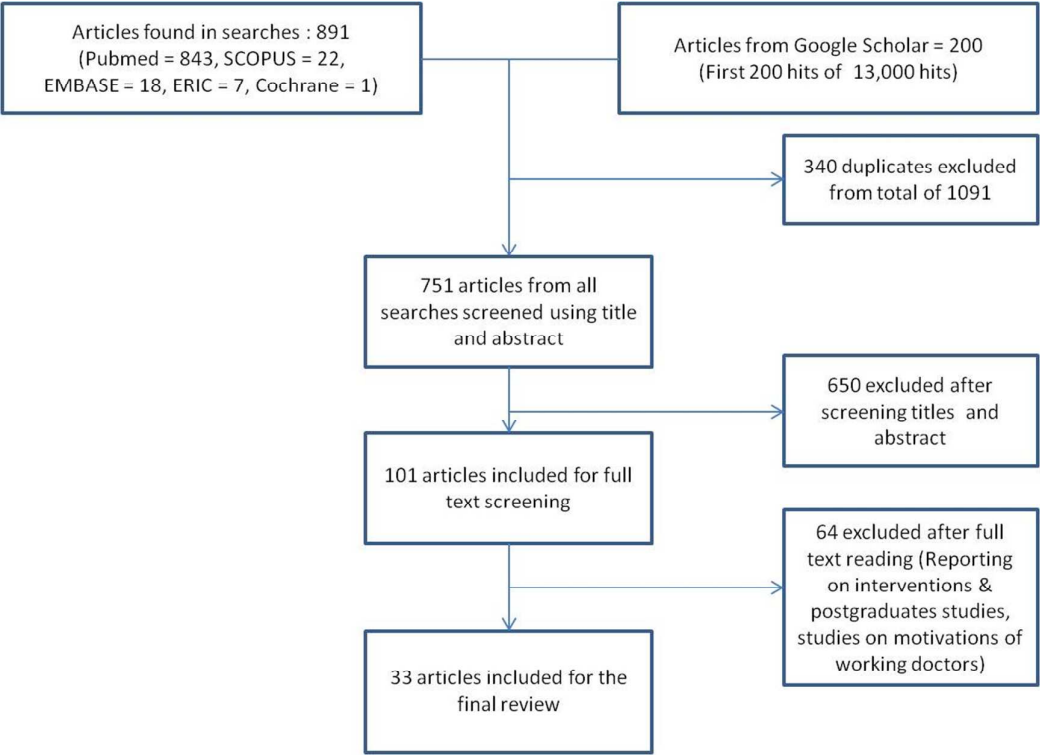 Articles found in searches : 891
(Pubmed = 843, SCOPUS = 22,
EMBASE = 18, ERIC = 7, Cochrane = 1)
Articles from Google Scholar = 200
(First 200 hits of 13,000 hits)
340 duplicates excluded
from total of 1091
751 articles from all
searches screened using title
and abstract
650 excluded after
screening titles and
abstract
101 articles included for full
text screening
64 excluded after full
text reading (Reporting
on interventions &
postgraduates studies,
studies on motivations of
working doctors)
33 articles included for the
final review